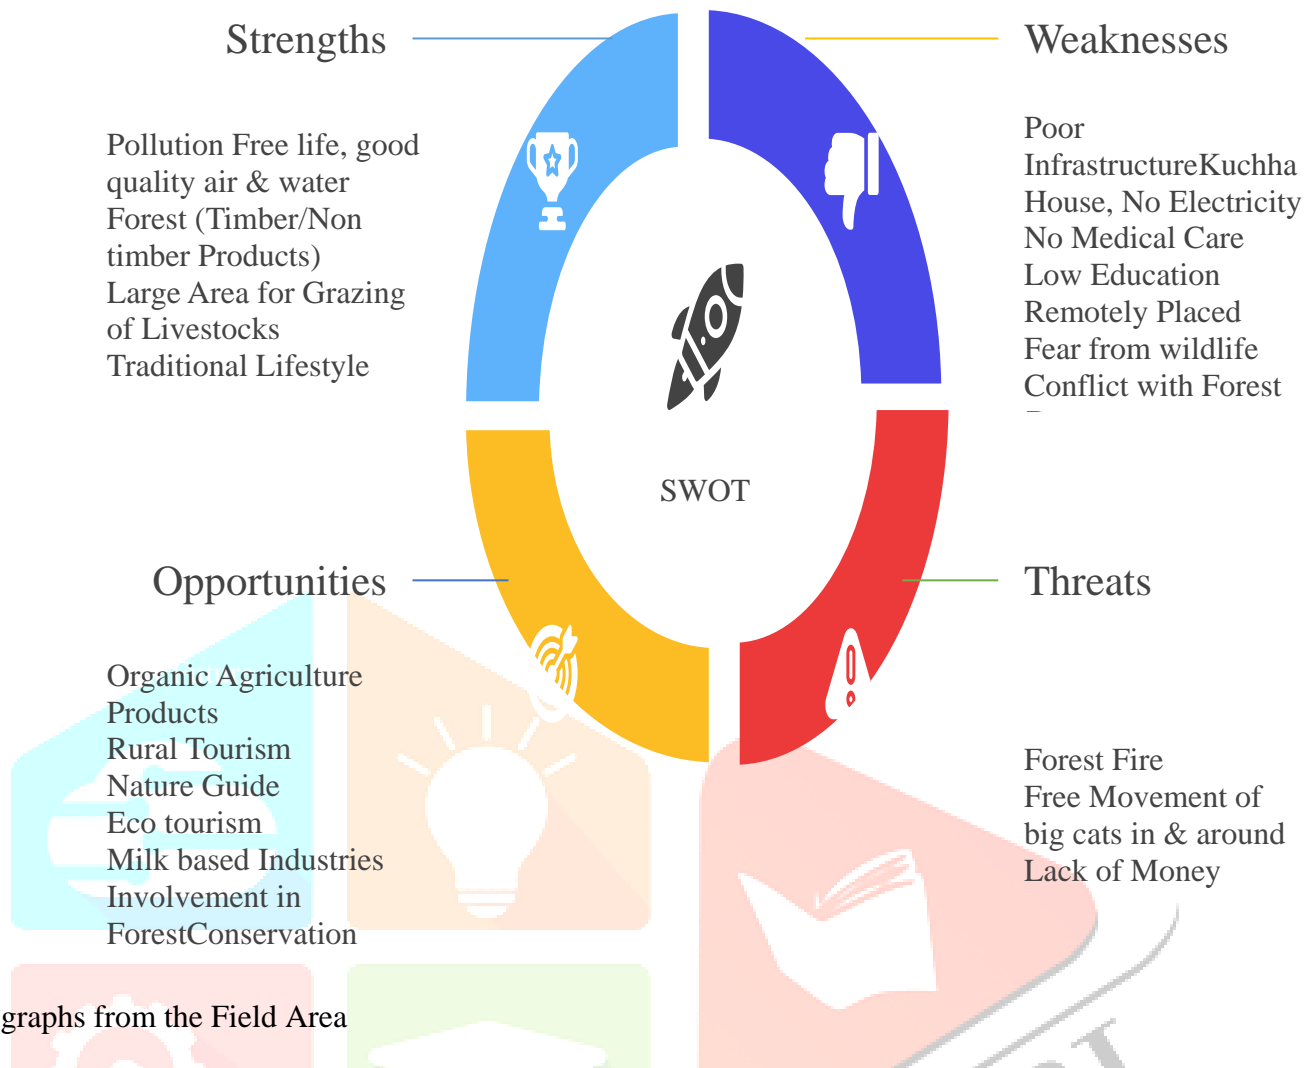 Strengths
Pollution Free life, good
quality air & water
Forest (Timber/Non
timber Products)
Large Area for Grazing
of Livestocks
Traditional Lifestyle
Weaknesses
Poor
InfrastructureKuchha
House, No Electricity
No Medical Care
Low Education
Remotely Placed
Fear from wildlife
Conflict with Forest
SWOT
Opportunities
Organic Agriculture
Products
Rural Tourism
Nature Guide
Eco tourism
Milk based Industries
Involvement in
ForestConservation
Threats
Forest Fire
Free Movement of
big cats in & around
Lack of Money
graphs from the Field Area